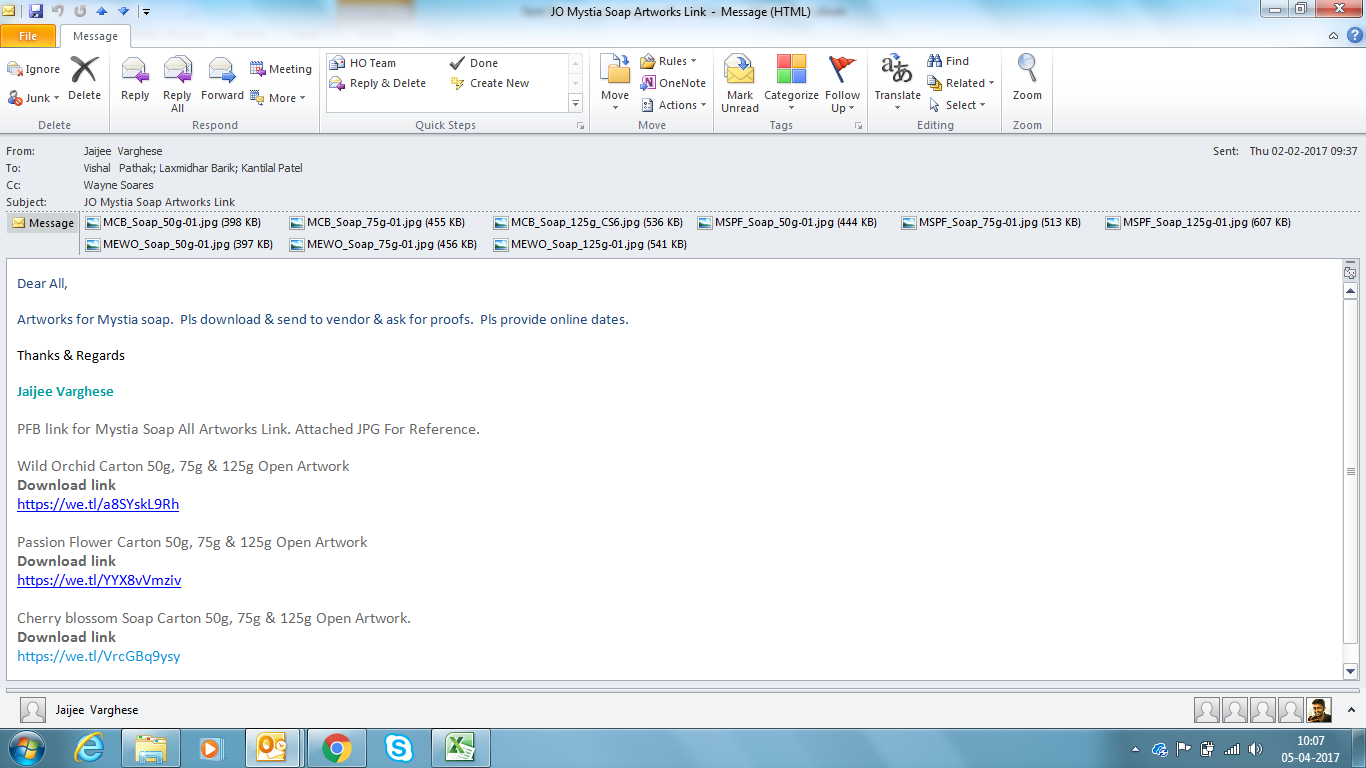 JO Mystia Soap Artworks Link - Message (HTML)
File Message
Ignore Delete Reply Reply All Forward Meeting HO Team Done Move Rules Mark Unread Categorize Follow Up Translate Find Zoom
Junk More Reply & Delete Create New OneNote Related
Actions Select
Delete Respond Quick Steps Move Tags Editing Zoom
From: Jaijee Varghese Sent: Thu 02-02-2017 09:37
To: Vishal Pathak; Laxmidhar Barik; Kantilal Patel
Cc: Wayne Soares
Subject: JO Mystia Soap Artworks Link
Message MCB_Soap_50g-01.jpg (398 KB) MCB_Soap_75g-01.jpg (455 KB) MCB_Soap_125g_CS6.jpg (536 KB) MSPF_Soap_50g-01.jpg (444 KB) MSPF_Soap_75g-01.jpg (513 KB) MSPF_Soap_125g-01.jpg (607 KB)
MEWO_Soap_50g-01.jpg (397 KB) MEWO_Soap_75g-01.jpg (456 KB) MEWO_Soap_125g-01.jpg (541 KB)
Dear All,
Artworks for Mystia soap. Pls download & send to vendor & ask for proofs. Pls provide online dates.
Thanks & Regards
Jaijee Varghese
PFB link for Mystia Soap All Artworks Link. Attached JPG For Reference.
Wild Orchid Carton 50g, 75g & 125g Open Artwork
Download link
https://we.tl/a8SYskL9Rh
Passion Flower Carton 50g, 75g & 125g Open Artwork
Download link
https://we.tl/YYX8vVmziv
Cherry blossom Soap Carton 50g, 75g & 125g Open Artwork.
Download link
https://we.tl/VrcGBq9ysy
Jaijee Varghese
10:07
05-04-2017